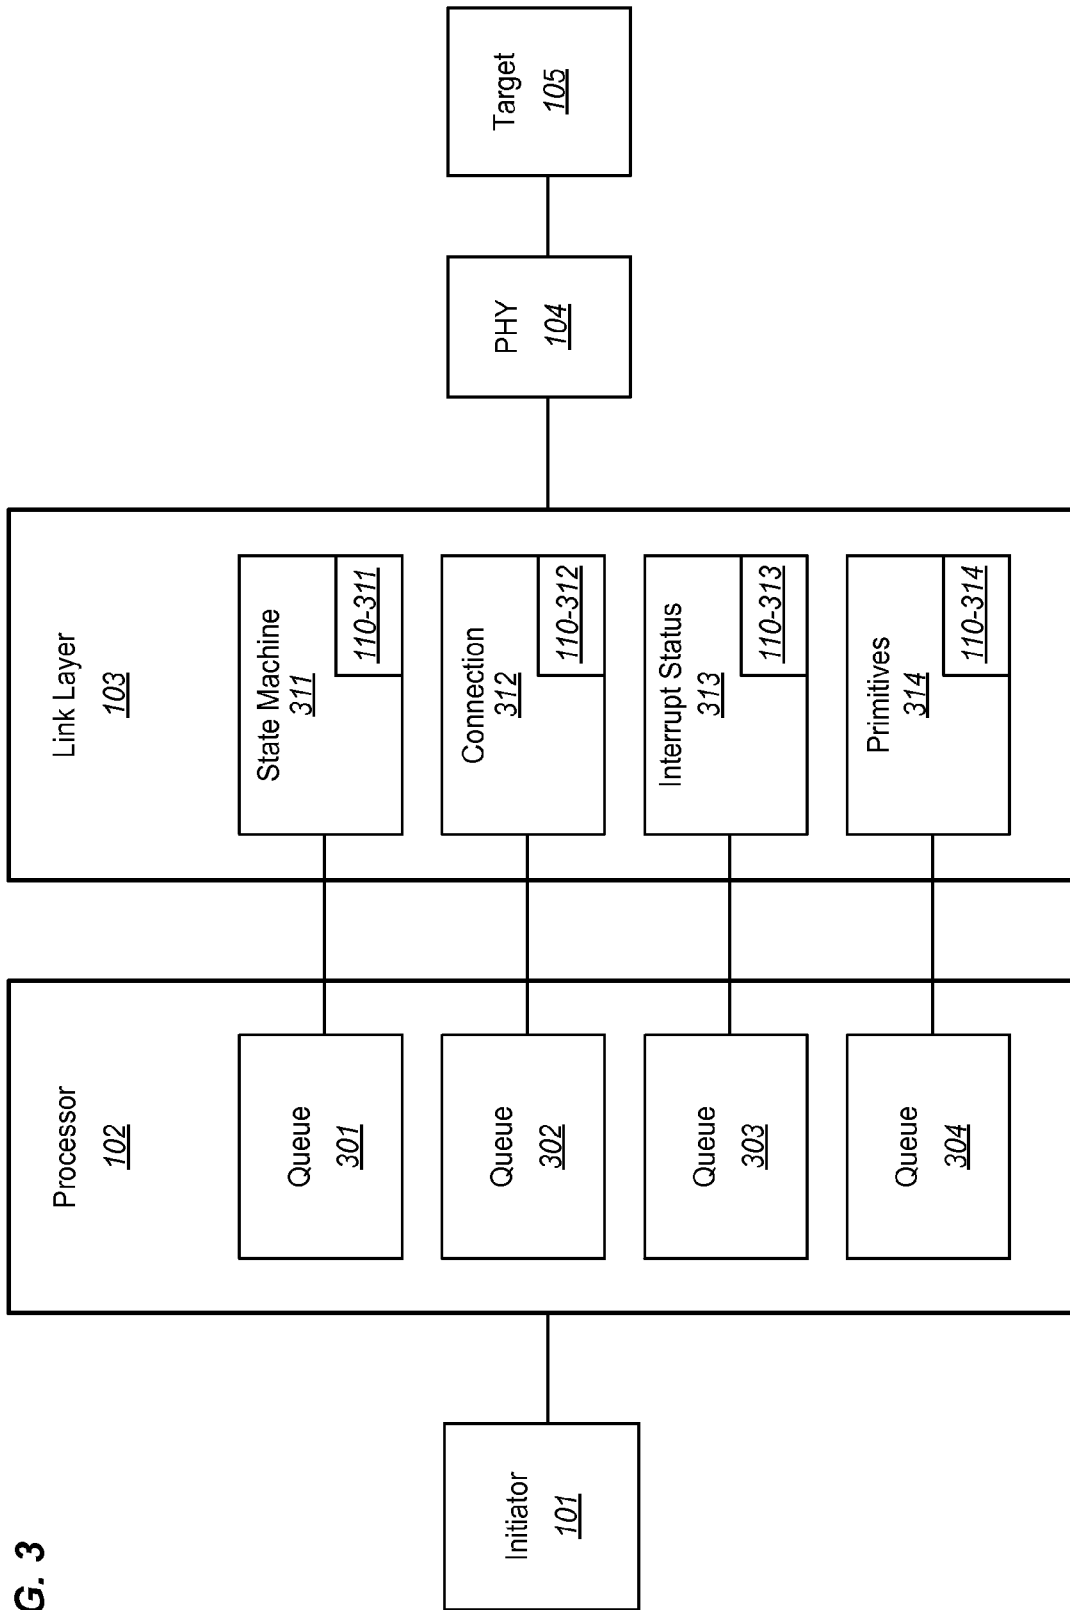 G. 3
Initiator
101
Processor
102
Queue
301
Queue
302
Queue
303
Queue
304
Link Layer
103
State Machine
311
110-311
Connection
312
110-312
Interrupt Status
313
110-313
Primitives
314
110-314
PHY
104
Target
105